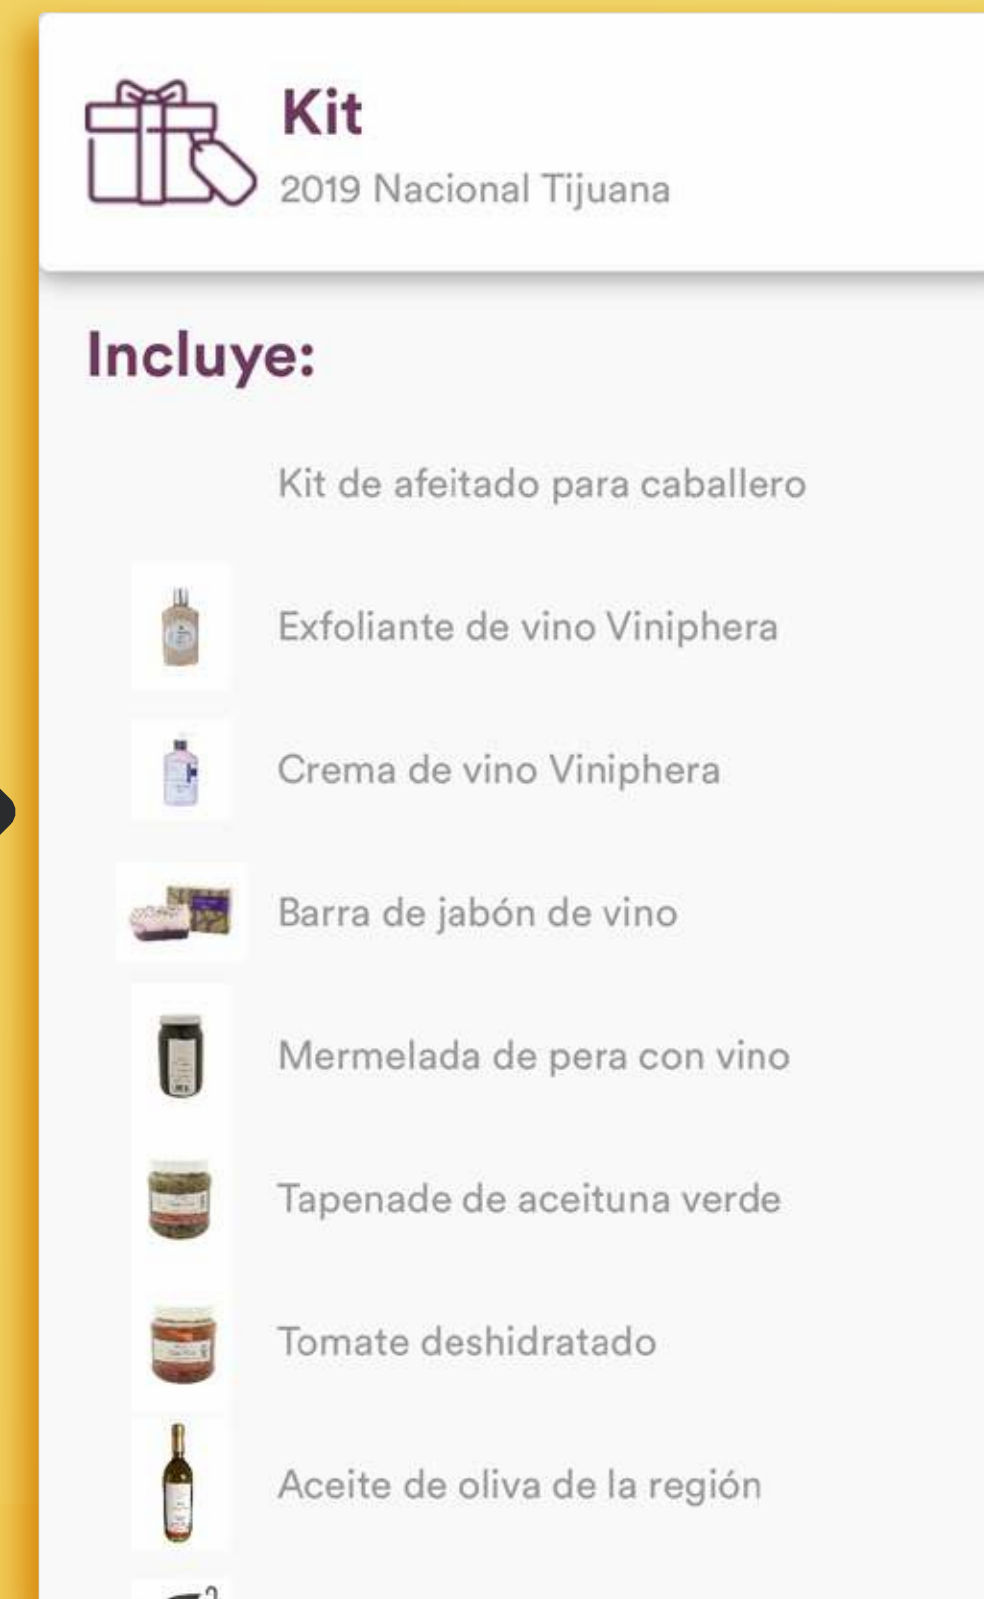 Kit
2019 Nacional Tijuana
Incluye:
Kit de afeitado para caballero
Exfoliante de vino Viniphera
Crema de vino Viniphera
Barra de jabón de vino
Mermelada de pera con vino
Tapenade de aceituna verde
Tomate deshidratado
Aceite de oliva de la región